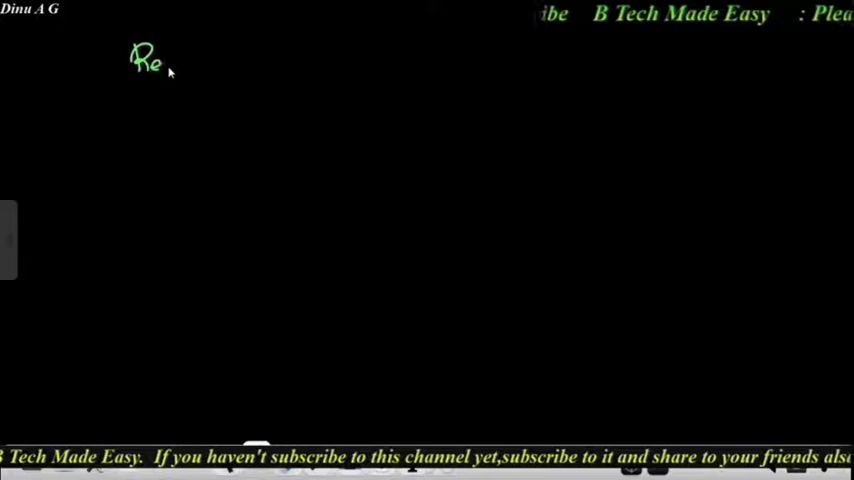 Dinu A G
ibe B Tech Made Easy : Plea
Re
B Tech Made Easy. If you haven't subscribe to this channel yet,subscribe to it and share to your friends also